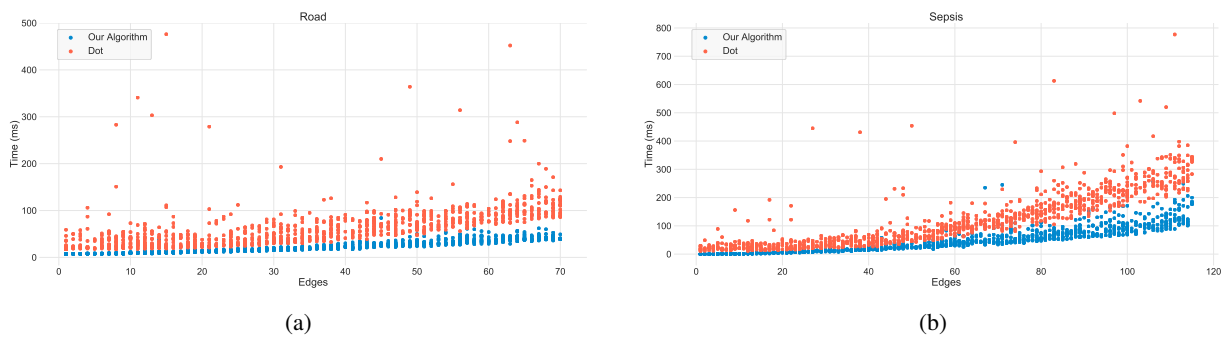 Road
500
400
300
200
100
0
Time (ms)
Our Algorithm
Dot
0 10 20 30 40 50 60 70
Edges
(a)
Sepsis
800
700
600
500
400
300
200
100
0
Time (ms)
Our Algorithm
Dot
0 20 40 60 80 100 120
Edges
(b)